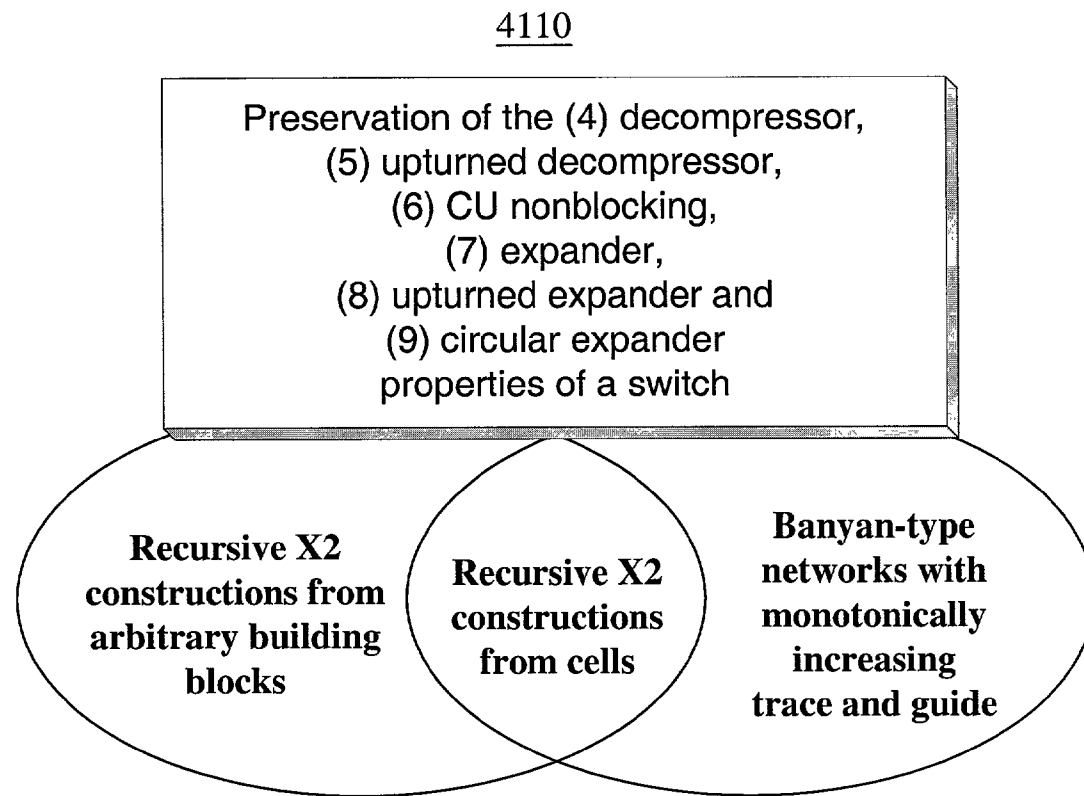 4110
Preservation of the (4) decompressor,
(5) upturned decompressor,
(6) CU nonblocking,
(7) expander,
(8) upturned expander and
(9) circular expander
properties of a switch
Recursive X2
constructions from
arbitrary building
blocks
Recursive X2
constructions
from cells
Banyan-type
networks with
monotonically
increasing
trace and guide